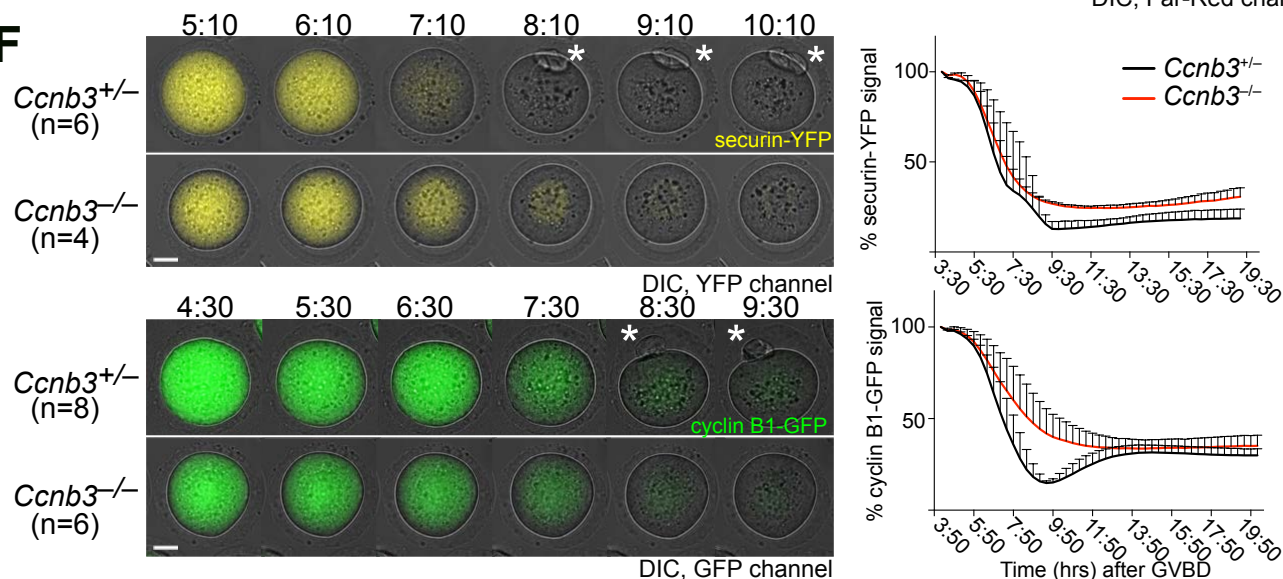 DIC, Far-Red chan
F
5:10 6:10 7:10 8:10 9:10 10:10
Ccnb3+/–
(n=6)
* * *
securin-YFP
Ccnb3–/–
(n=4)
DIC, YFP channel
4:30 5:30 6:30 7:30 8:30 9:30
Ccnb3+/–
(n=8)
* *
cyclin B1-GFP
Ccnb3–/–
(n=6)
DIC, GFP channel
% securin-YFP signal
100
50
Ccnb3+/–
Ccnb3–/–
3:30 5:30 7:30 9:30 11:30 13:30 15:30 17:30 19:30
% cyclin B1-GFP signal
100
50
3:50 5:50 7:50 9:50 11:50 13:50 15:50 17:50 19:50
Time (hrs) after GVBD